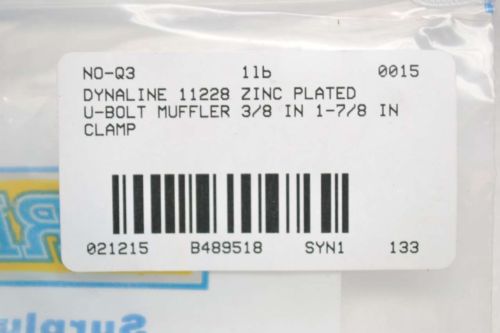 NO-Q3 1lb 0015
DYNALINE 11228 ZINC PLATED
U-BOLT MUFFLER 3/8 IN 1-7/8 IN
CLAMP
021215 B489518 SYN1 133